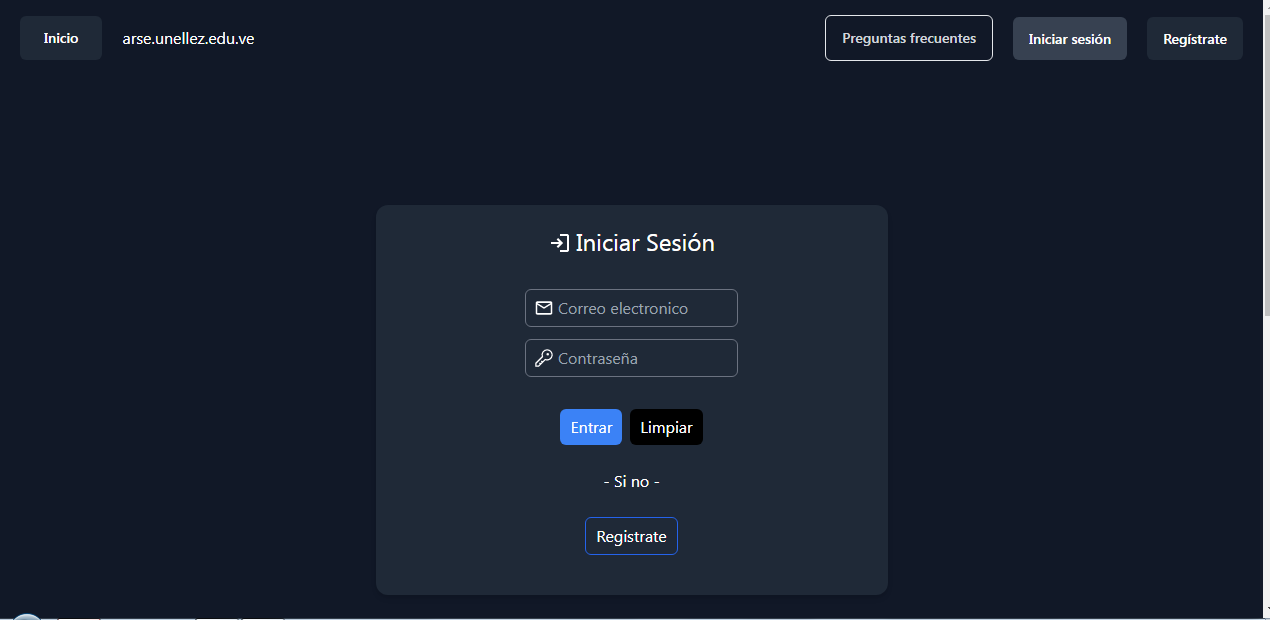 Inicio
arse.unellez.edu.ve
Preguntas frecuentes
Iniciar sesión
Regístrate
Iniciar Sesión
Correo electronico
Contraseña
Entrar
Limpiar
- Si no -
Registrate